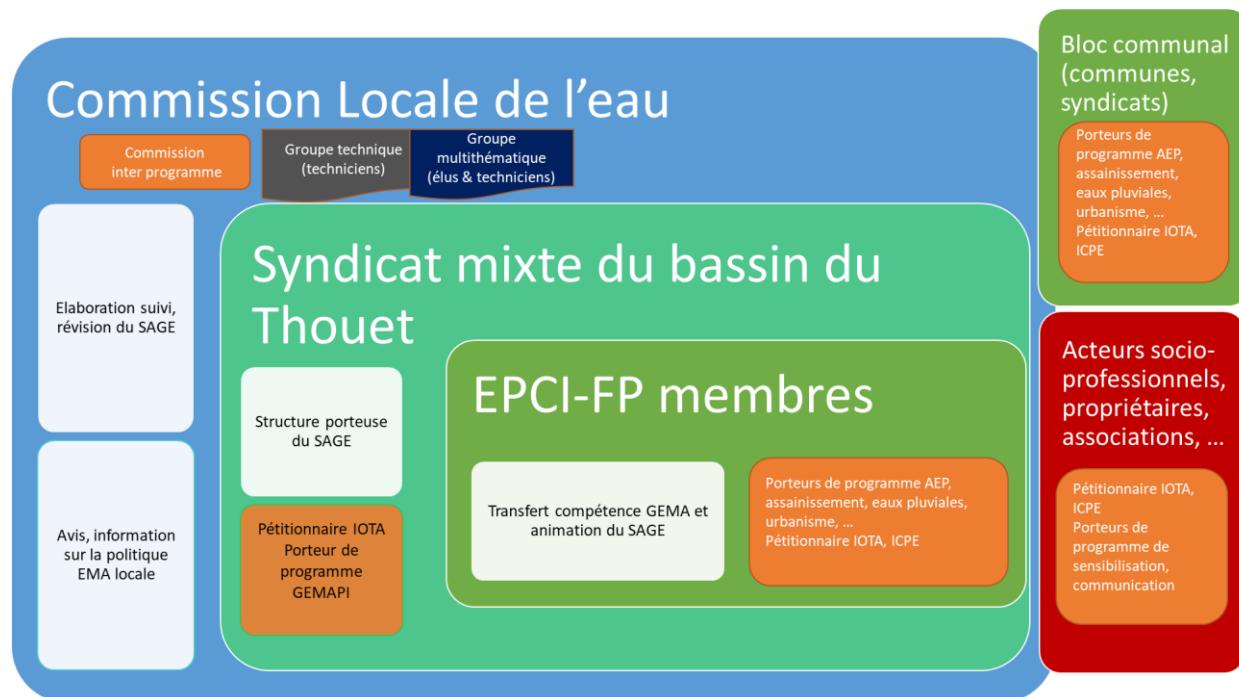 Commission Locale de l’eau
Commission
inter programme
Groupe technique
(techniciens)
Groupe
multithématique
(élus & techniciens)
Elaboration suivi,
révision du SAGE
Avis, information
sur la politique
EMA locale
Syndicat mixte du bassin du
Thouet
Structure porteuse
du SAGE
Pétitionnaire IOTA
Porteur de
programme
GEMAPI
EPCI-FP membres
Transfert compétence GEMA et
animation du SAGE
Porteurs de programme AEP,
assainissement, eaux pluviales,
urbanisme, …
Pétitionnaire IOTA, ICPE
Bloc communal
(communes,
syndicats)
Porteurs de
programme AEP,
assainissement,
eaux pluviales,
urbanisme, …
Pétitionnaire IOTA,
ICPE
Acteurs socio-
professionnels,
propriétaires,
associations, …
Pétitionnaire IOTA,
ICPE
Porteurs de
programme de
sensibilisation,
communication